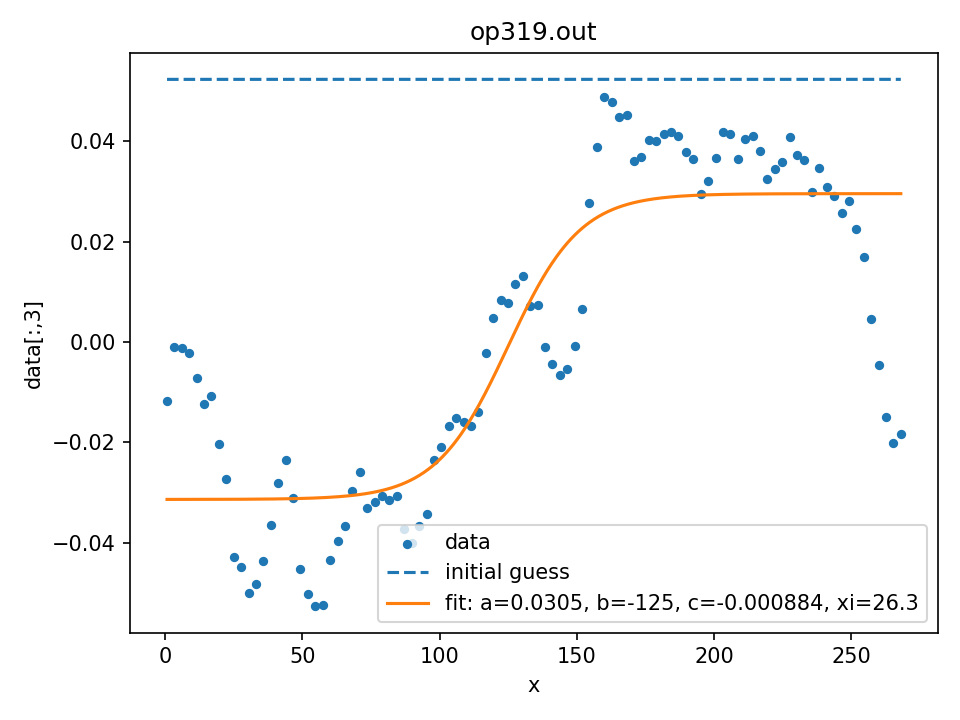 op319.out
0.04
0.02
0.00
−0.02
−0.04
data[:,3]
data
initial guess
fit: a=0.0305, b=-125, c=-0.000884, xi=26.3
0
50
100
150
200
250
x